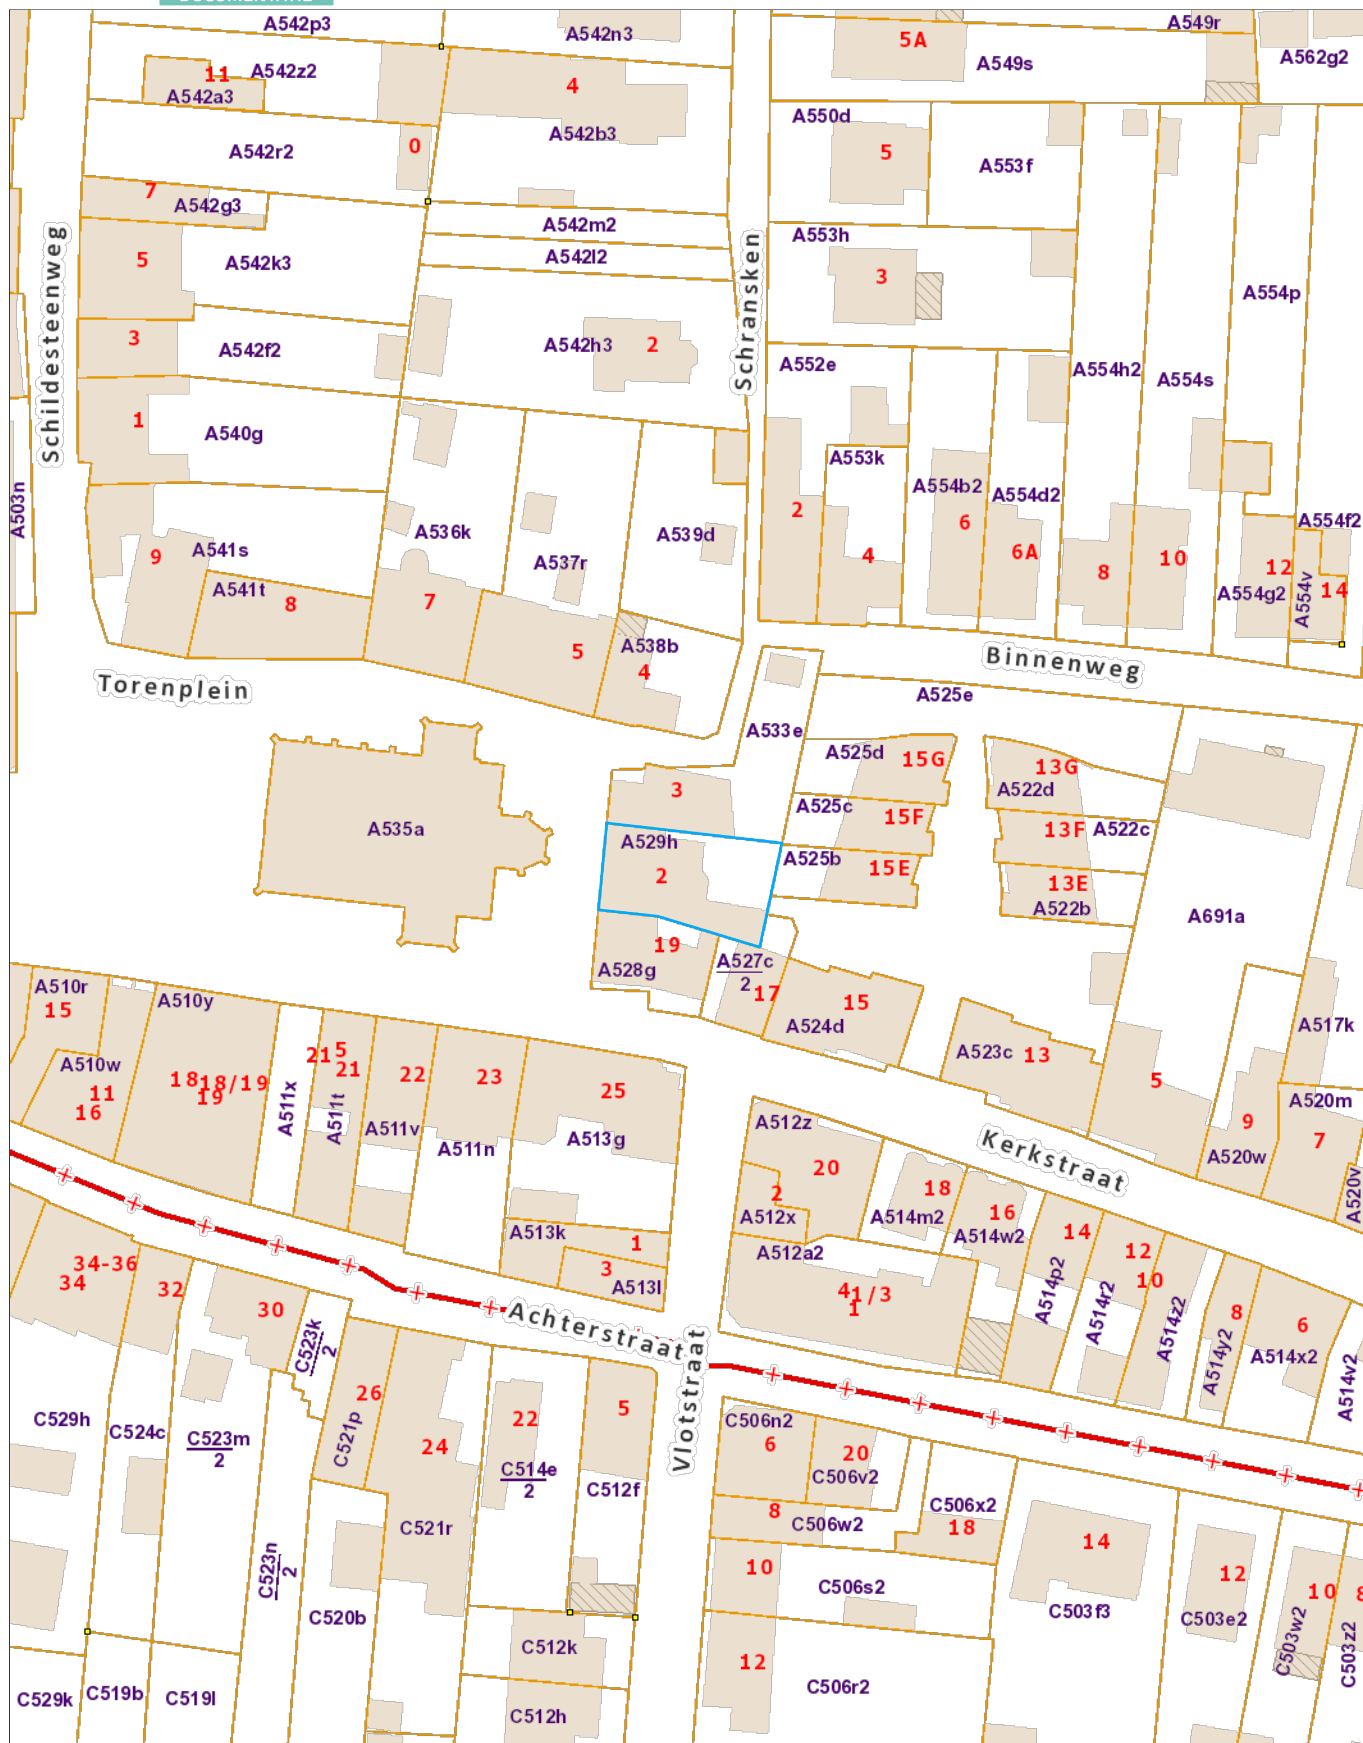 A542p3
A542n3
A549r
5A
A549s
A562g2
A542z2
11
A542a3
4
A542b3
A550d
5
A553f
A542r2
0
7
A542g3
A542m2
A542l2
A553h
3
A554p
Schildesteenweg
5
A542k3
Schransken
3
A542f2
A542h3
2
A552e
A554h2
A554s
1
A540g
A553k
A554b2
A554d2
A503n
2
6
6A
4
A554f2
A536k
A537r
A539d
9
A541s
A541t
8
7
5
A538b
4
8
10
12
A554g2
A554v
14
Torenplein
Binnenweg
A525e
A533e
A525d
15G
13G
A522d
3
A525c
15F
13F
A522c
A535a
A529h
2
A525b
15E
13E
A522b
A691a
19
A528g
A527c
2
17
15
A524d
A510r
15
A510y
A517k
A523c
13
A510w
11
16
18
18/19
19
A511x
21
5
21
A511t
22
A511v
23
A511n
25
A513g
5
A520m
9
7
A520w
A520v
Kerkstraat
A512z
20
2
A512x
18
A514m2
16
A514w2
14
A514p2
12
A514r2
10
A514z2
8
A514y2
6
A514x2
A514v2
A513k
1
3
A513l
A512a2
41/3
1
34-36
34
32
30
C523k
2
Achterstraat
Vlotstraat
C529h
C524c
C523m
2
26
C521p
24
C521r
22
C514e
2
5
C512f
C506n2
6
20
C506v2
8
C506w2
C506x2
18
14
C503f3
12
C503e2
10
C503w2
8
C503z2
10
C506s2
C523n
2
C520b
C512k
12
C506r2
C529k
C519b
C519l
C512h